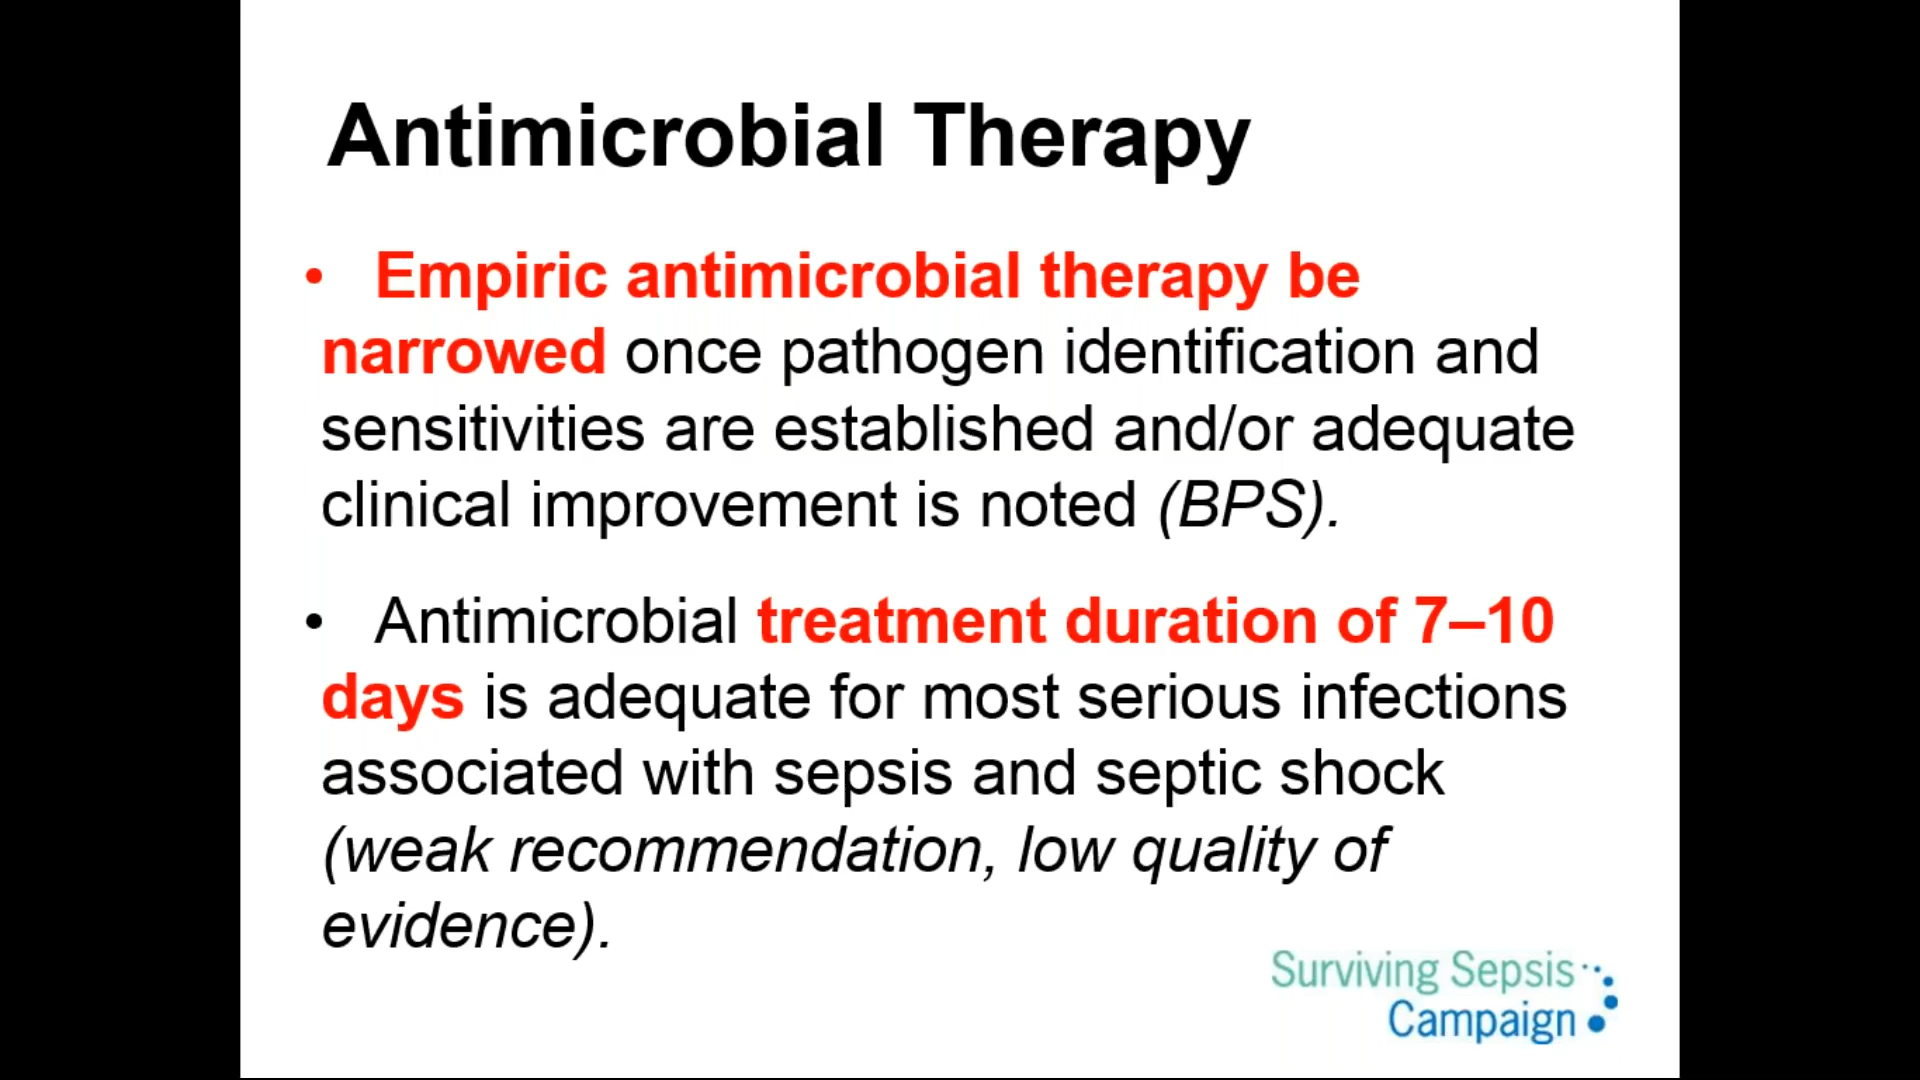 Antimicrobial Therapy
• Empiric antimicrobial therapy be
narrowed once pathogen identification and
sensitivities are established and/or adequate
clinical improvement is noted (BPS).
• Antimicrobial treatment duration of 7–10
days is adequate for most serious infections
associated with sepsis and septic shock
(weak recommendation, low quality of
evidence).
Surviving Sepsis
Campaign